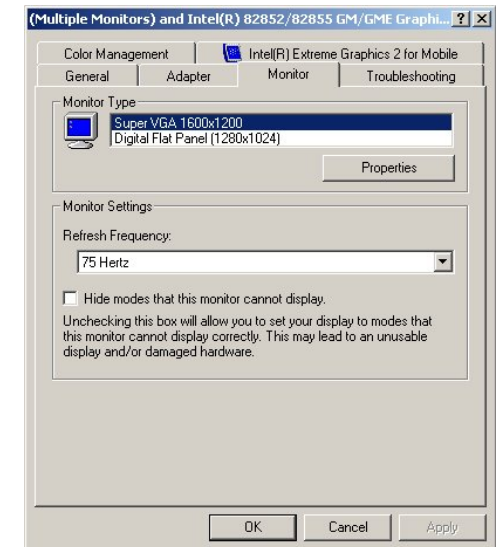 (Multiple Monitors) and Intel(R) 82852/82855 GM/GME Graphi...
Color Management
Intel(R) Extreme Graphics 2 for Mobile
General
Adapter
Monitor
Troubleshooting
Monitor Type
Super VGA 1600x1200
Digital Flat Panel (1280x1024)
Properties
Monitor Settings
Refresh Frequency:
75 Hertz
Hide modes that this monitor cannot display.
Unchecking this box will allow you to set your display to modes that
this monitor cannot display correctly. This may lead to an unusable
display and/or damaged hardware.
OK
Cancel
Apply